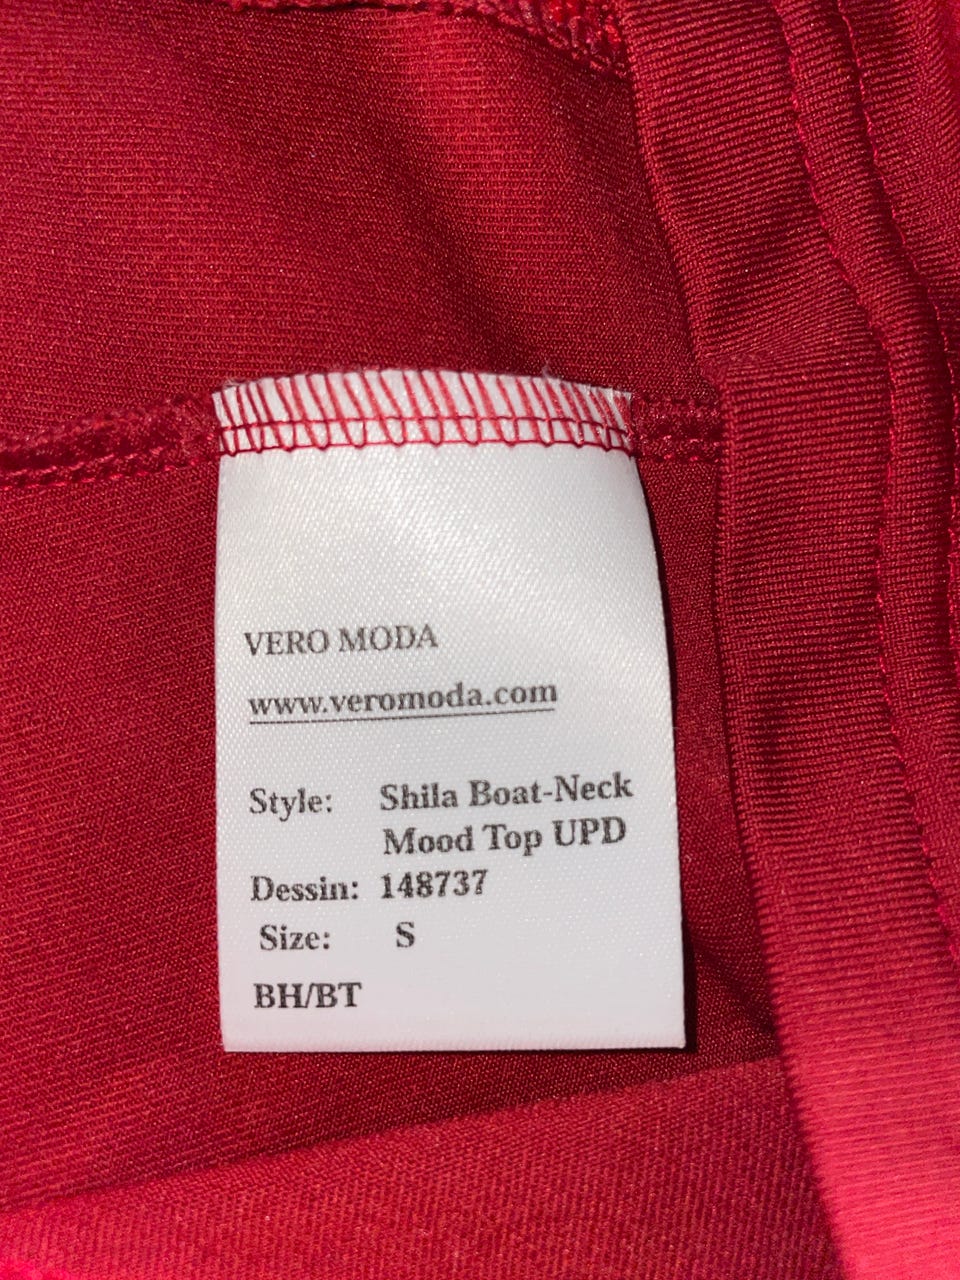 VERO MODA
www.veromoda.com
Style: Shila Boat-Neck
Mood Top UPD
Dessin: 148737
Size: S
BH/BT